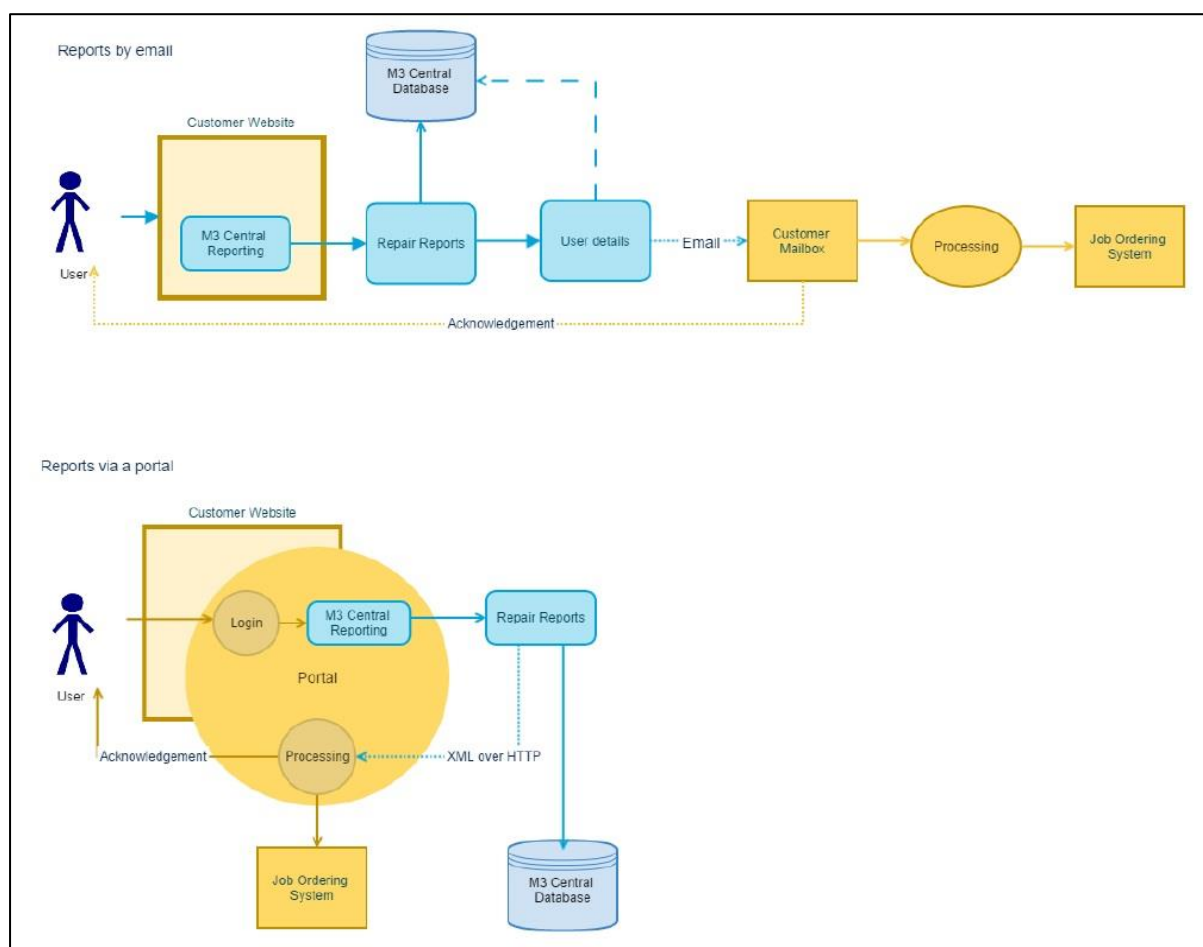 Reports by email
M3 Central
Database
Customer Website
M3 Central
Reporting
Repair Reports
User details
Email
Customer
Mailbox
Processing
Job Ordering
System
User
Acknowledgement
Reports via a portal
Customer Website
Login
M3 Central
Reporting
Repair Reports
Portal
User
Acknowledgement
Processing
XML over HTTP
Job Ordering
System
M3 Central
Database